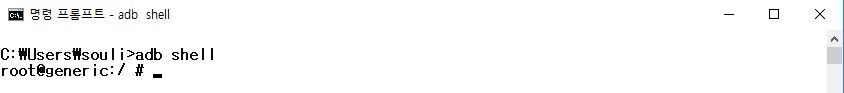 명령 프롬프트 - adb  shell
C:₩Users₩souli>adb shell
root@generic:/ #